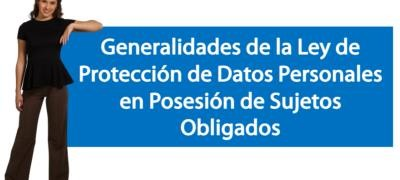 Generalidades de la Ley de
Protección de Datos Personales
en Posesión de Sujetos
Obligados